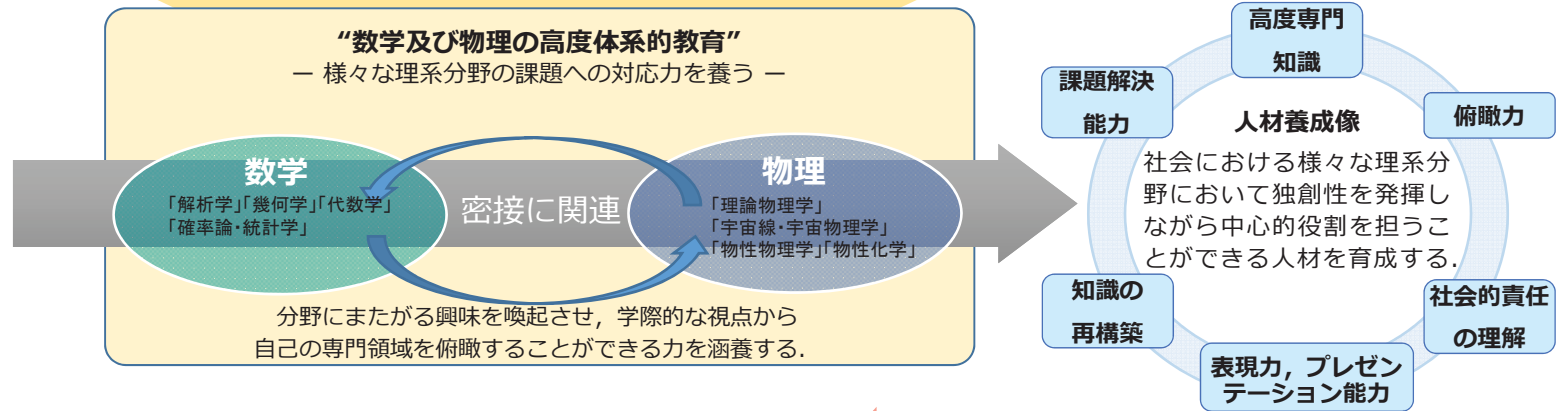 “数学及び物理の高度体系的教育”
－ 様々な理系分野の課題への対応力を養う －
数学
「解析学」「幾何学」「代数学」
「確率論･統計学」
密接に関連
物理
「理論物理学」
「宇宙線･宇宙物理学」
「物性物理学」「物性化学」
分野にまたがる興味を喚起させ，学際的な視点から
自己の専門領域を俯瞰することができる力を涵養する．
高度専門
知識
課題解決
能力
俯瞰力
人材養成像
社会における様々な理系分
野において独創性を発揮し
ながら中心的役割を担うこ
とができる人材を育成する．
知識の
再構築
社会的責任
の理解
表現力，プレゼン
テーション能力